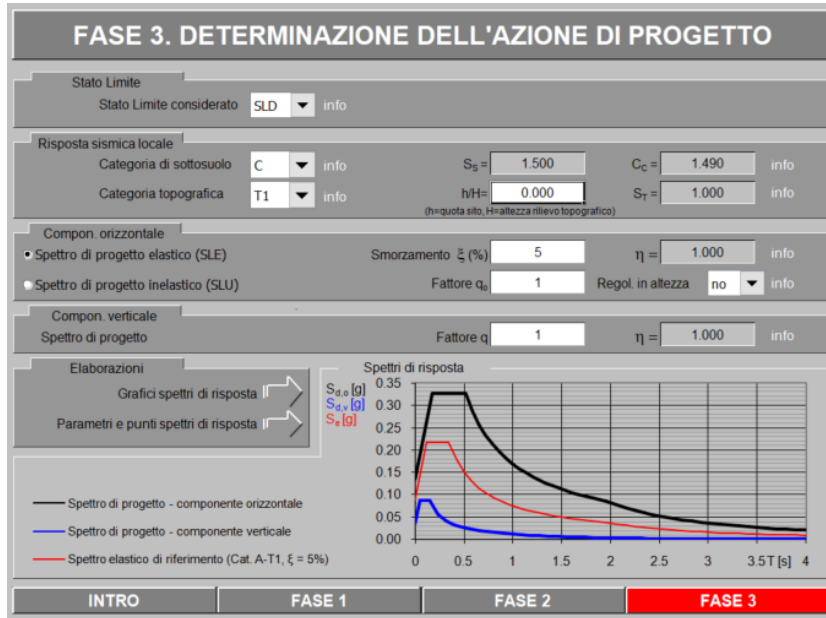 FASE 3. DETERMINAZIONE DELL'AZIONE DI PROGETTO
Stato Limite
Stato Limite considerato SLD info
Risposta sismica locale
Categoria di sottosuolo C info S_S = 1.500 C_C = 1.490 info
Categoria topografica T1 info h/H= 0.000 S_T = 1.000 info
(h=quota sito, H=altezza rilievo topografico)
Compon. orizzontale
Spettro di progetto elastico (SLE) Smorzamento ξ (%) 5 η = 1.000 info
Spettro di progetto inelastico (SLU) Fattore q_o 1 Regol. in altezza no info
Compon. verticale
Spettro di progetto Fattore q 1 η = 1.000 info
Elaborazioni
Grafici spettri di risposta
Parametri e punti spettri di risposta
Spettri di risposta
S_d,o [g]
S_d,v [g]
S_e [g]
0.35
0.30
0.25
0.20
0.15
0.10
0.05
0.00
0 0.5 1 1.5 2 2.5 3 3.5 T [s] 4
Spettro di progetto - componente orizzontale
Spettro di progetto - componente verticale
Spettro elastico di riferimento (Cat. A-T1, ξ = 5%)
INTRO FASE 1 FASE 2 FASE 3